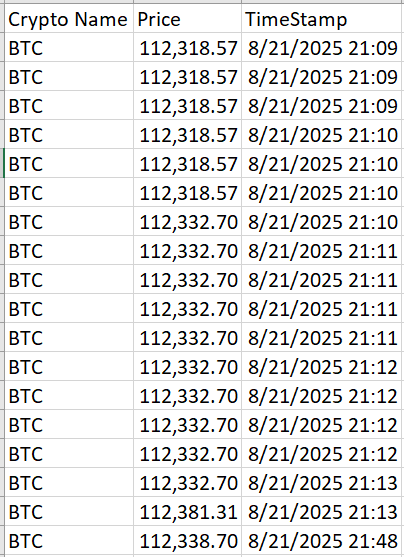 Crypto Name Price TimeStamp
BTC 112,318.57 8/21/2025 21:09
BTC 112,318.57 8/21/2025 21:09
BTC 112,318.57 8/21/2025 21:09
BTC 112,318.57 8/21/2025 21:10
BTC 112,318.57 8/21/2025 21:10
BTC 112,318.57 8/21/2025 21:10
BTC 112,332.70 8/21/2025 21:10
BTC 112,332.70 8/21/2025 21:11
BTC 112,332.70 8/21/2025 21:11
BTC 112,332.70 8/21/2025 21:11
BTC 112,332.70 8/21/2025 21:11
BTC 112,332.70 8/21/2025 21:12
BTC 112,332.70 8/21/2025 21:12
BTC 112,332.70 8/21/2025 21:12
BTC 112,332.70 8/21/2025 21:12
BTC 112,332.70 8/21/2025 21:13
BTC 112,381.31 8/21/2025 21:13
BTC 112,338.70 8/21/2025 21:48